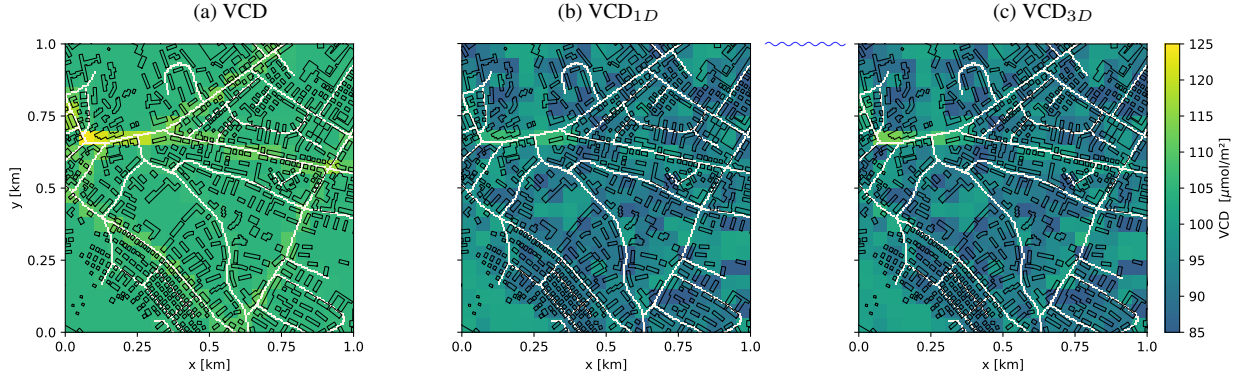 (a) VCD
(b) VCD1D
(c) VCD3D
1.0
0.75
0.5
0.25
0.0
y [km]
0.0 0.25 0.5 0.75 1.0
x [km]
0.0 0.25 0.5 0.75 1.0
x [km]
0.0 0.25 0.5 0.75 1.0
x [km]
125
120
115
110
105
100
95
90
85
VCD [μmol/m²]